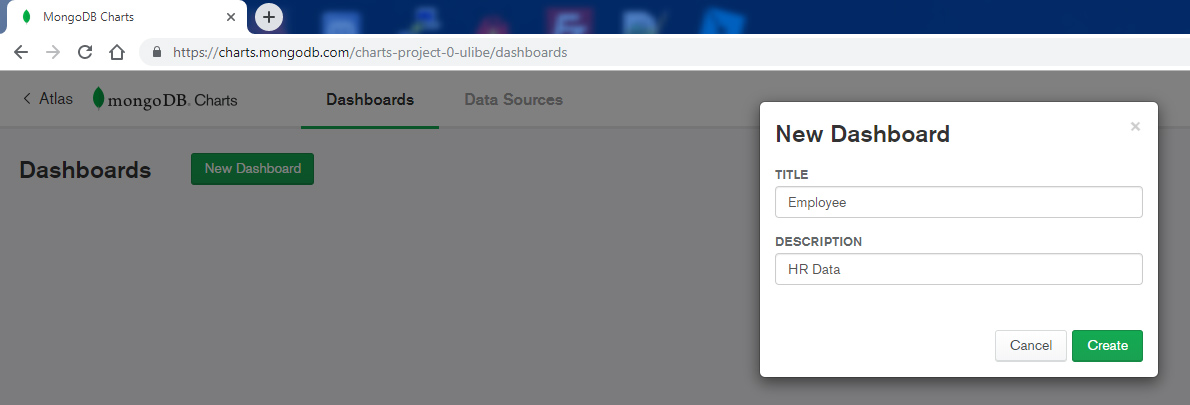 MongoDB Charts
https://charts.mongodb.com/charts-project-0-ulibe/dashboards
Atlas mongoDB. Charts Dashboards Data Sources
Dashboards New Dashboard
New Dashboard
TITLE
Employee
DESCRIPTION
HR Data
Cancel Create